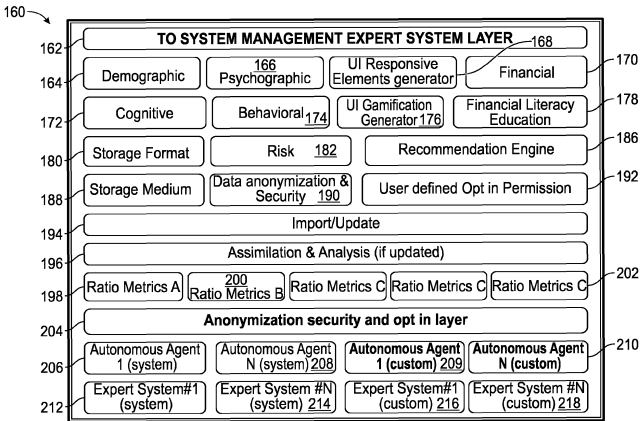 160
162
TO SYSTEM MANAGEMENT EXPERT SYSTEM LAYER
168
164
Demographic
166
Psychographic
UI Responsive
Elements generator
Financial
170
172
Cognitive
Behavioral 174
UI Gamification
Generator 176
Financial Literacy
Education
178
180
Storage Format
Risk 182
Recommendation Engine
186
188
Storage Medium
Data anonymization &
Security 190
User defined Opt in Permission
192
194
Import/Update
196
Assimilation & Analysis (if updated)
198
Ratio Metrics A
200
Ratio Metrics B
Ratio Metrics C
Ratio Metrics C
Ratio Metrics C
202
204
Anonymization security and opt in layer
206
Autonomous Agent
1 (system)
Autonomous Agent
N (system) 208
Autonomous Agent
1 (custom) 209
Autonomous Agent
N (custom)
210
212
Expert System#1
(system)
Expert System #N
(system) 214
Expert System#1
(custom) 216
Expert System #N
(custom) 218